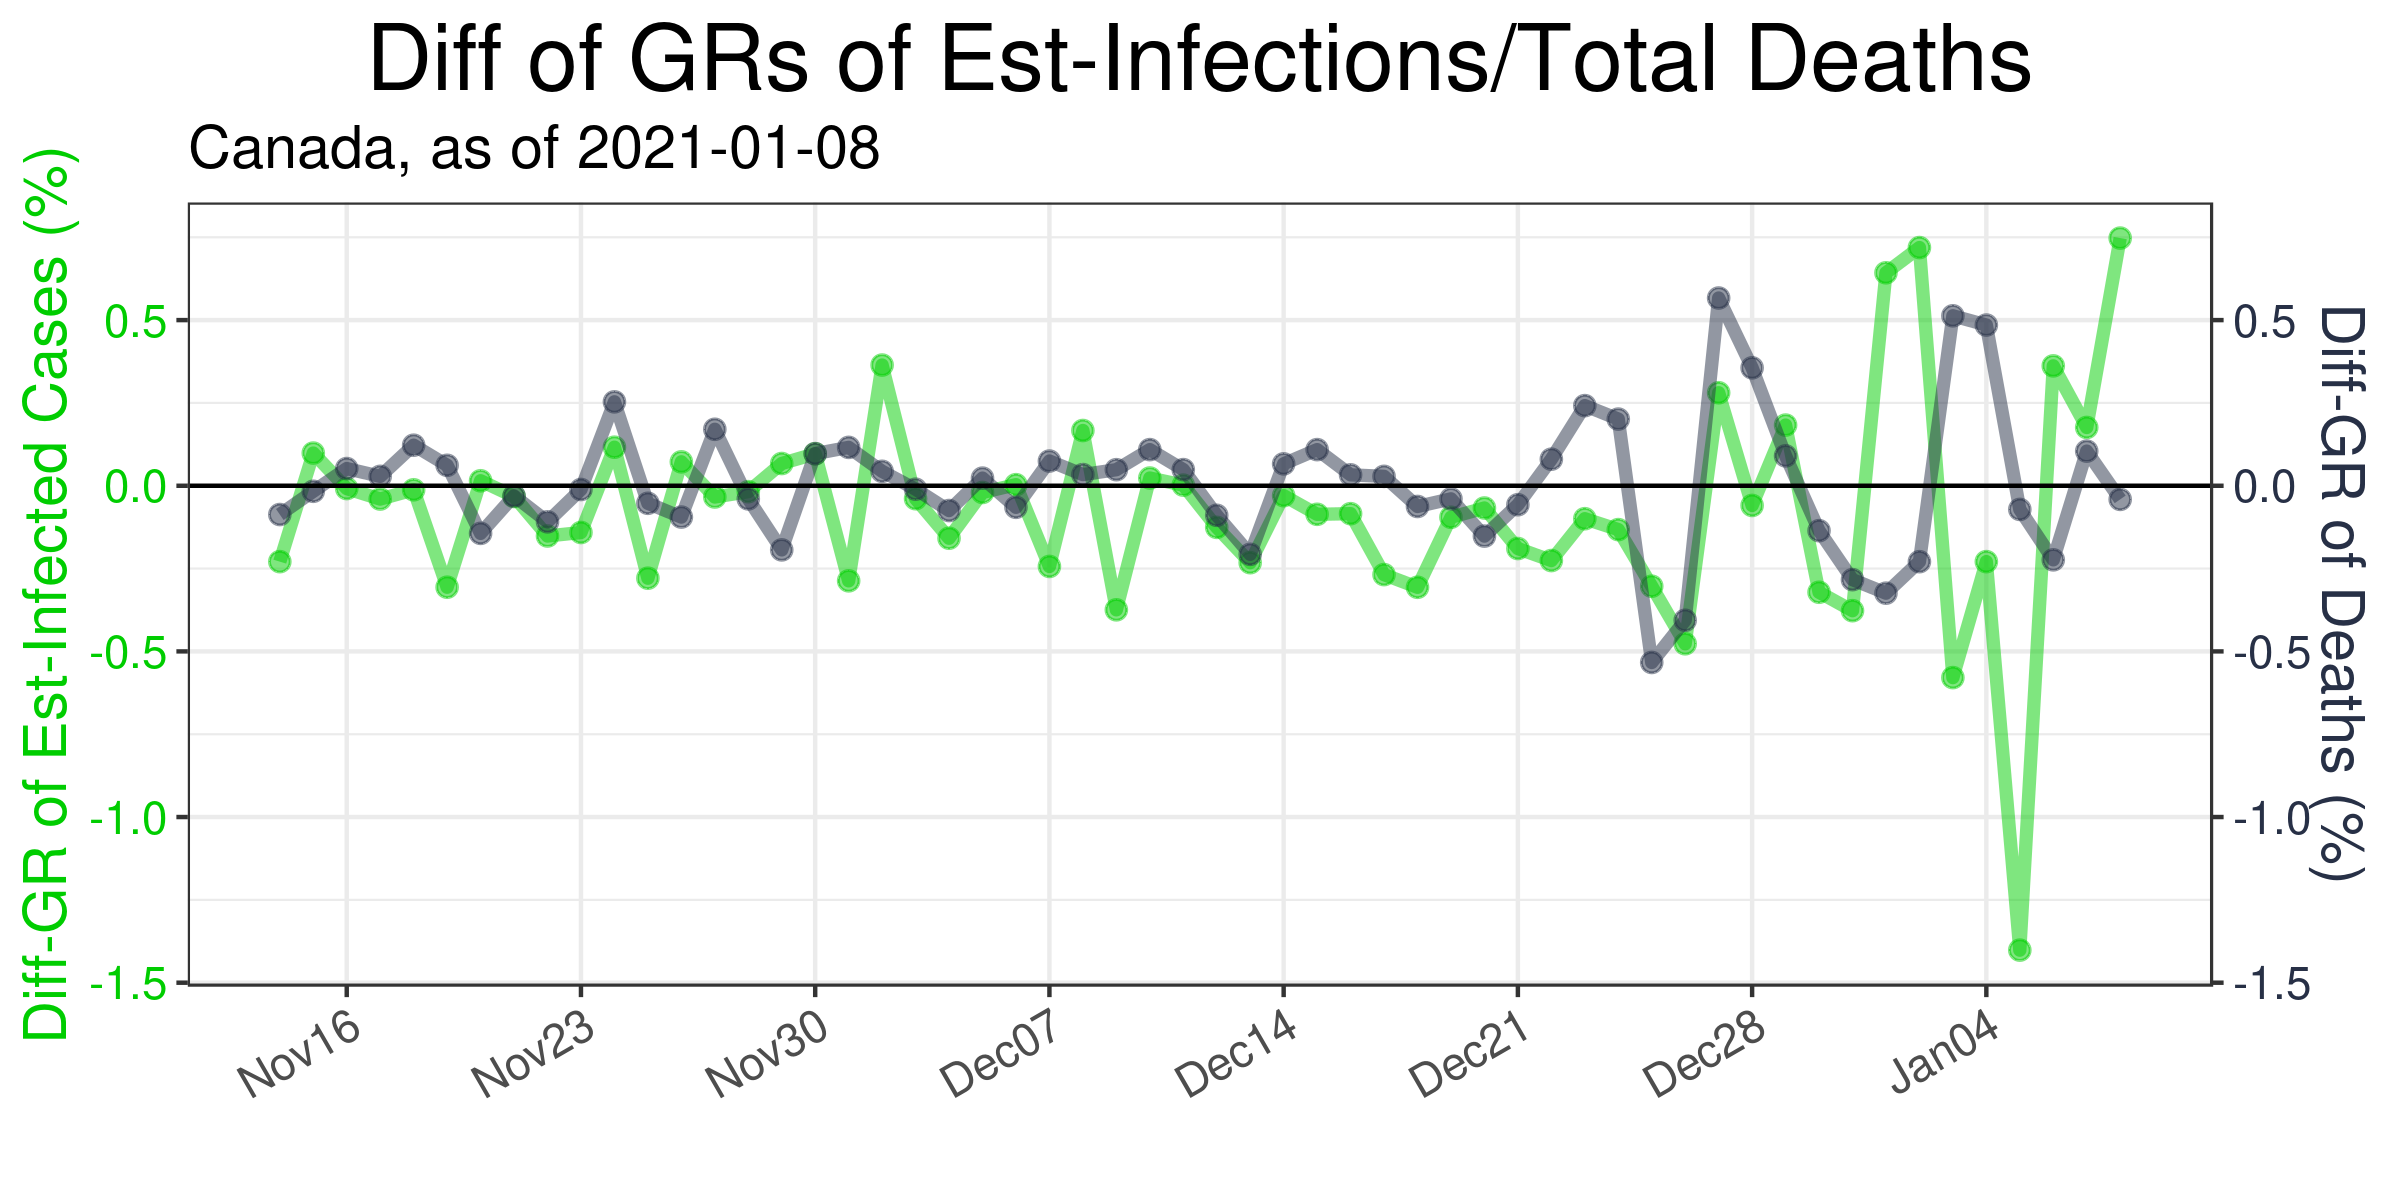 Diff of GRs of Est-Infections/Total Deaths
Canada, as of 2021-01-08
Diff-GR of Est-Infected Cases (%)
0.5
0.0
-0.5
-1.0
-1.5
0.5
0.0
-0.5
-1.0
-1.5
Diff-GR of Deaths (%)
Nov16
Nov23
Nov30
Dec07
Dec14
Dec21
Dec28
Jan04